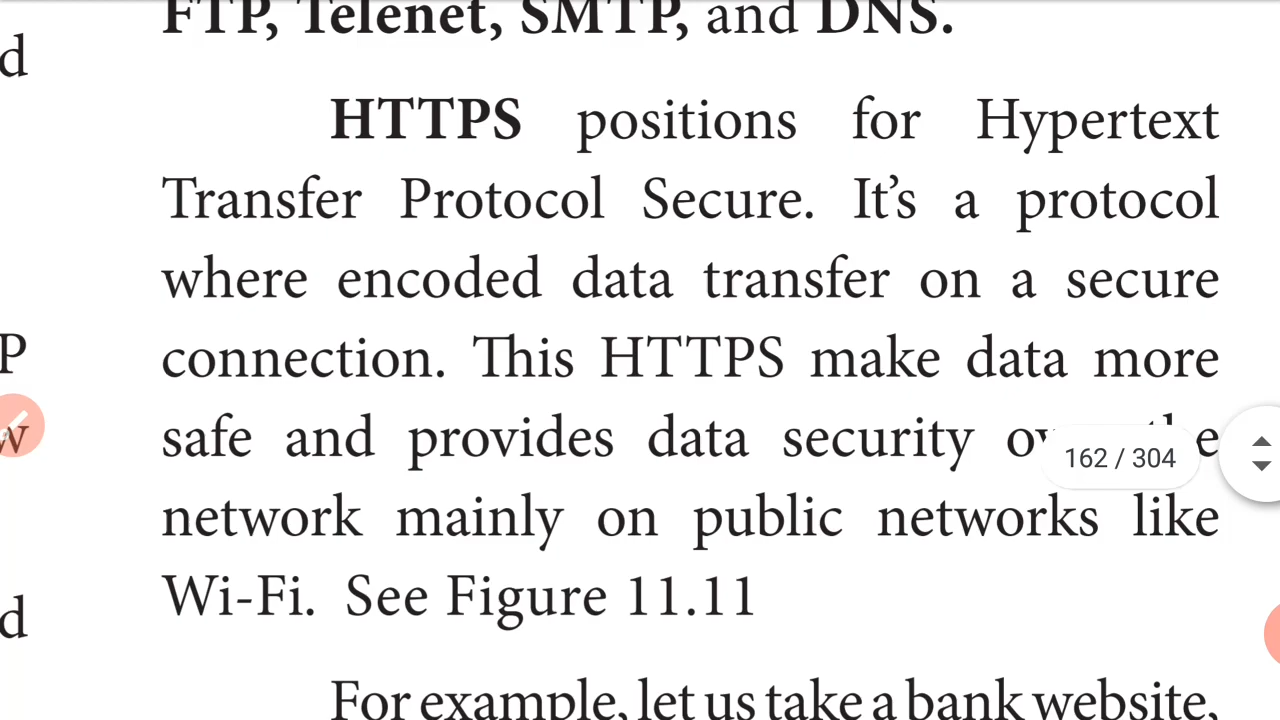 FTP, Telenet, SMTP, and DNS.
d
HTTPS positions for Hypertext
Transfer Protocol Secure. It's a protocol
where encoded data transfer on a secure
connection. This HTTPS make data more
P
safe and provides data security
w
162 / 304
network mainly on public networks like
Wi-Fi. See Figure 11.11
d
For example, let us take a bank website,